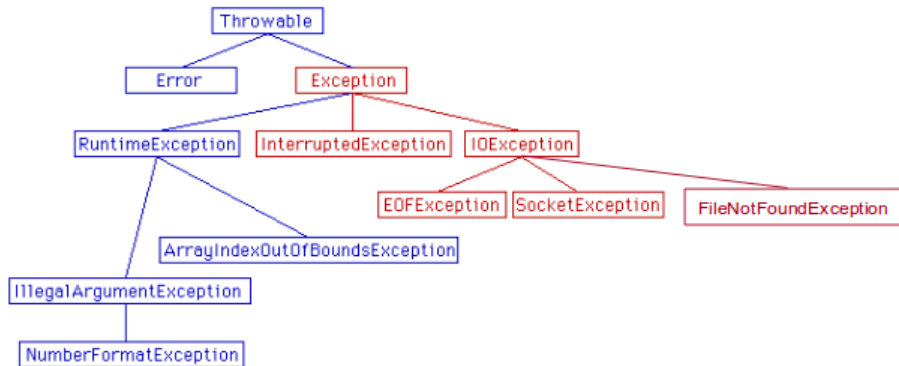 Throwable
Error
Exception
RuntimeException
InterruptedException
IOException
EOFException
SocketException
FileNotFoundException
ArrayIndexOutOfBoundsException
IllegalArgumentException
NumberFormatException